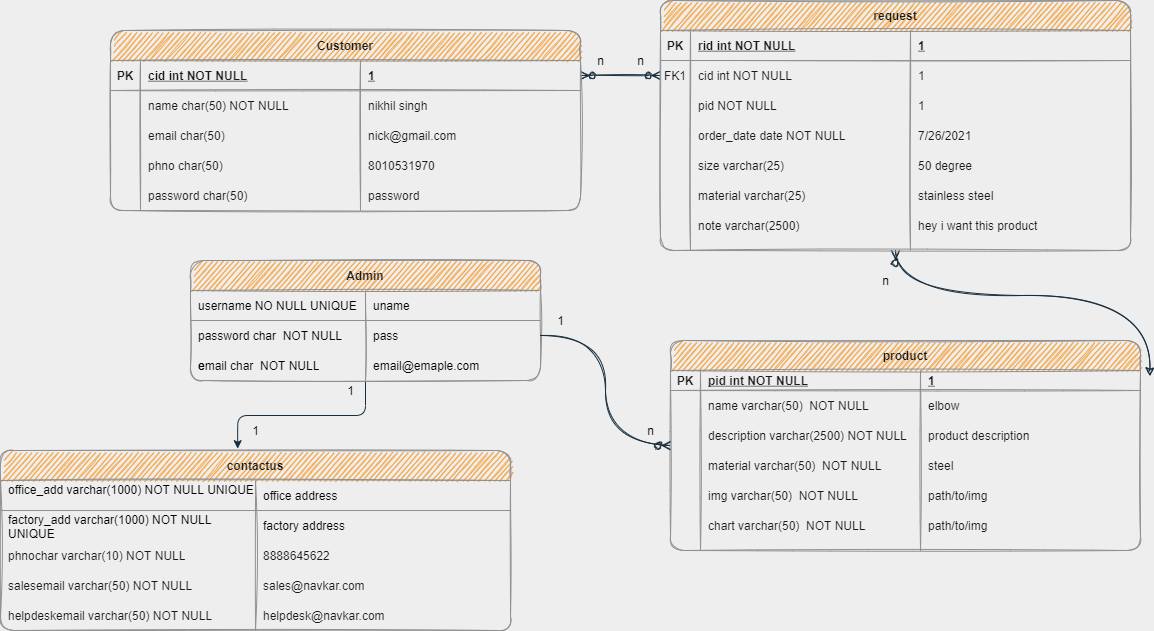 request
PK rid int NOT NULL 1
FK1 cid int NOT NULL 1
pid NOT NULL 1
order_date date NOT NULL 7/26/2021
size varchar(25) 50 degree
material varchar(25) stainless steel
note varchar(2500) hey i want this product
Customer
PK cid int NOT NULL 1
name char(50) NOT NULL nikhil singh
email char(50) nick@gmail.com
phno char(50) 8010531970
password char(50) password
n n
n
Admin
username NO NULL UNIQUE uname
password char  NOT NULL pass
email char  NOT NULL email@emaple.com
1
n
1
1
product
PK pid int NOT NULL 1
name varchar(50)  NOT NULL elbow
description varchar(2500) NOT NULL product description
material varchar(50)  NOT NULL steel
img varchar(50)  NOT NULL path/to/img
chart varchar(50)  NOT NULL path/to/img
contactus
office_add varchar(1000) NOT NULL UNIQUE office address
factory_add varchar(1000) NOT NULL
UNIQUE
factory address
phnochar varchar(10) NOT NULL 8888645622
salesemail varchar(50) NOT NULL sales@navkar.com
helpdeskemail varchar(50) NOT NULL helpdesk@navkar.com